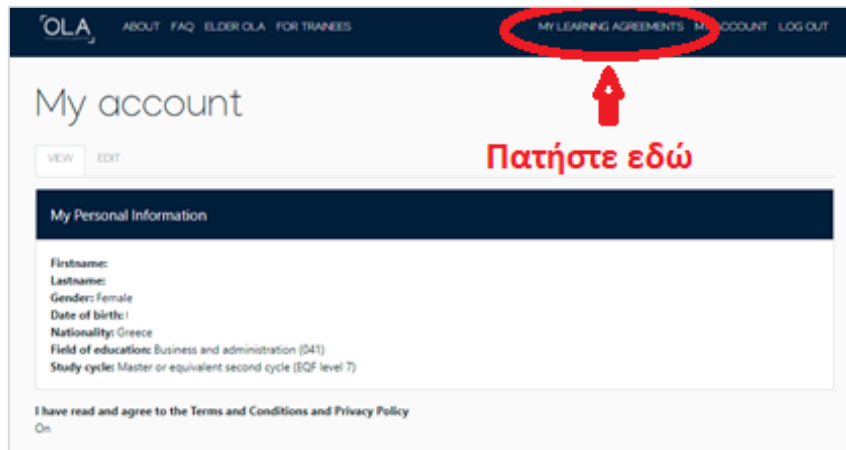 OLA ABOUT FAQ ELDER OLA FOR TRAINEES MY LEARNING AGREEMENTS MY ACCOUNT LOG OUT
My account
VIEW EDIT
Πατήστε εδώ
My Personal Information
Firstname:
Lastname:
Gender: Female
Date of birth:
Nationality: Greece
Field of education: Business and administration (041)
Study cycle: Master or equivalent second cycle (EQF level 7)
I have read and agree to the Terms and Conditions and Privacy Policy
On